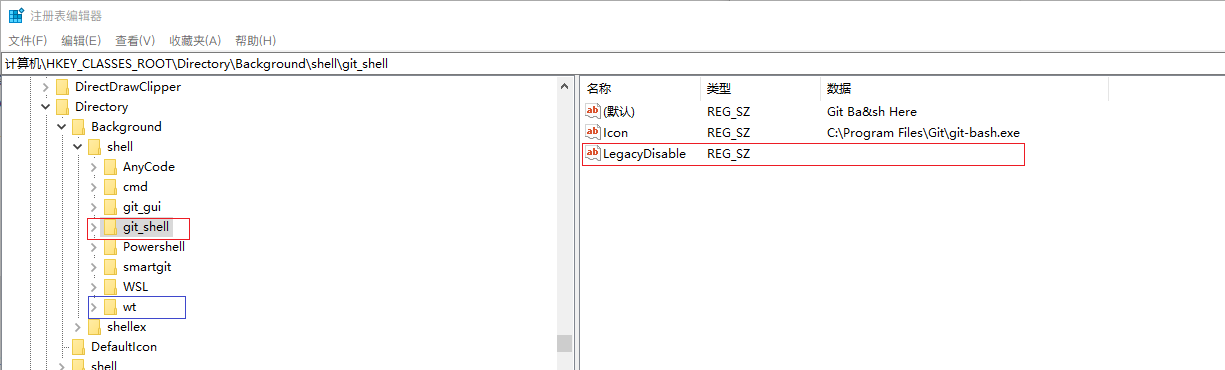 注册表编辑器
文件(F) 编辑(E) 查看(V) 收藏夹(A) 帮助(H)
计算机\HKEY_CLASSES_ROOT\Directory\Background\shell\git_shell
DirectDrawClipper
Directory
Background
shell
AnyCode
cmd
git_gui
git_shell
Powershell
smartgit
WSL
wt
shellex
DefaultIcon
shell
名称 类型 数据
ab (默认) REG_SZ Git Ba&sh Here
ab Icon REG_SZ C:\Program Files\Git\git-bash.exe
ab LegacyDisable REG_SZ